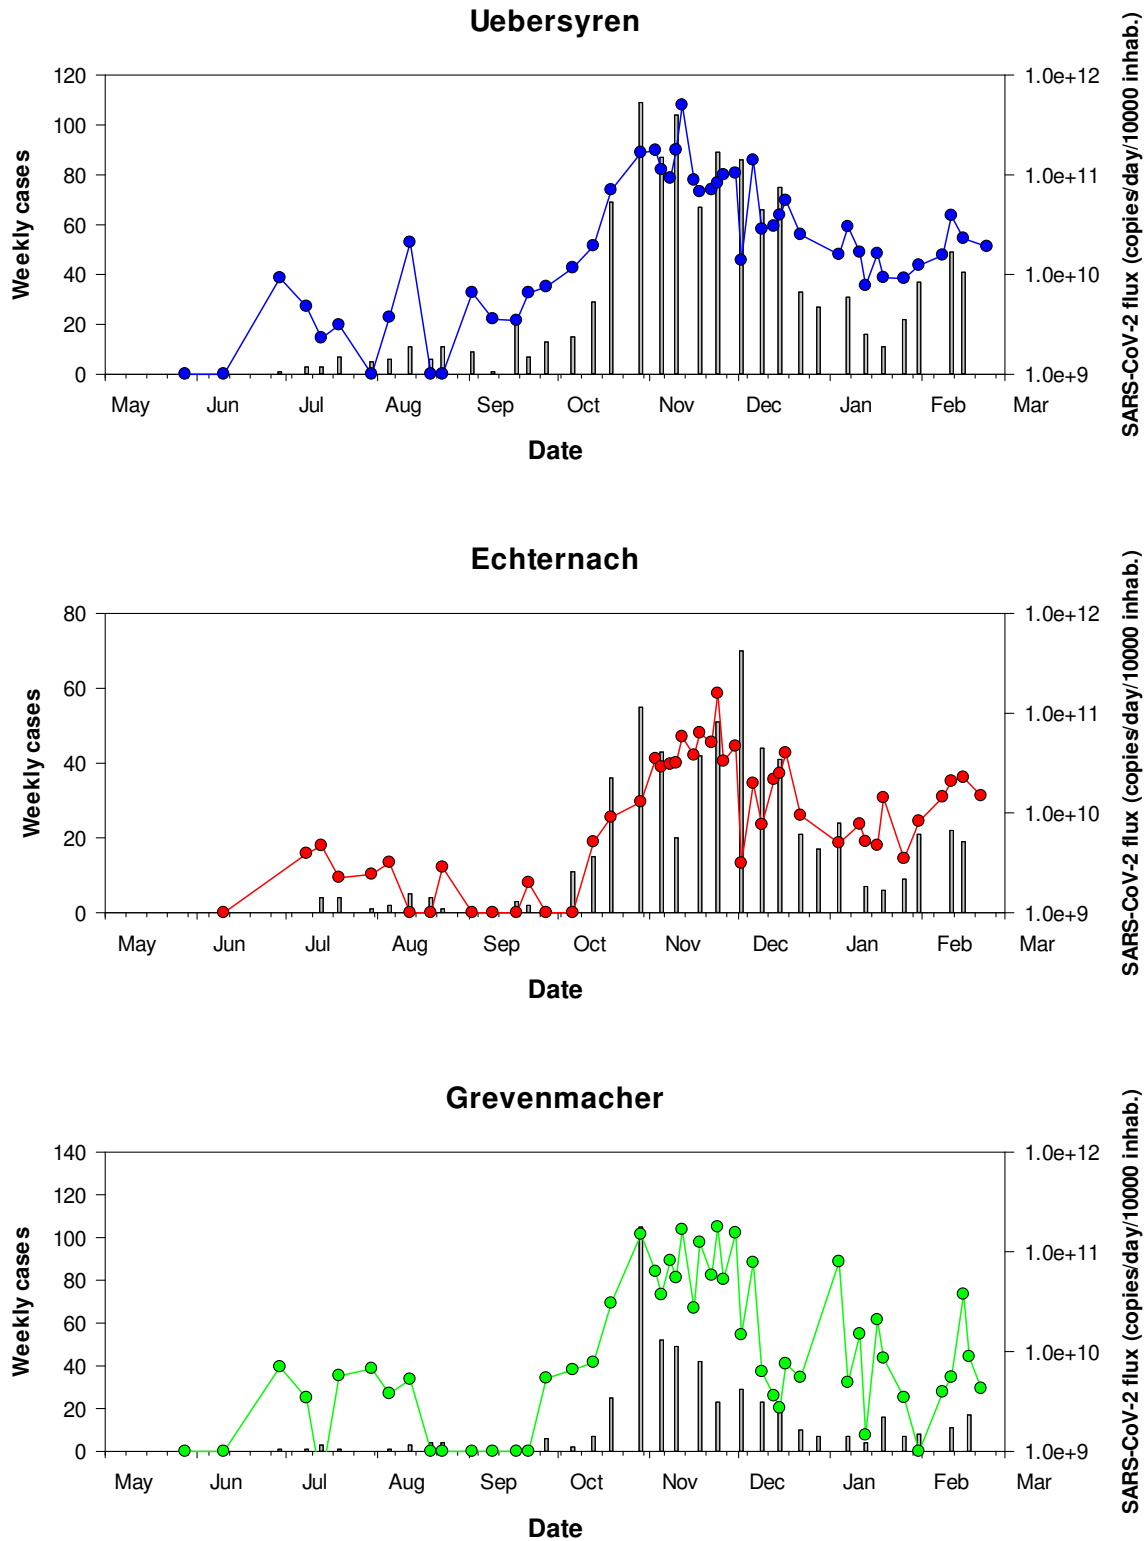 Uebersyren
Weekly cases
SARS-CoV-2 flux (copies/day/10000 inhab.)
120
100
80
60
40
20
0
1.0e+12
1.0e+11
1.0e+10
1.0e+9
May Jun Jul Aug Sep Oct Nov Dec Jan Feb Mar
Date
Echternach
Weekly cases
SARS-CoV-2 flux (copies/day/10000 inhab.)
80
60
40
20
0
1.0e+12
1.0e+11
1.0e+10
1.0e+9
May Jun Jul Aug Sep Oct Nov Dec Jan Feb Mar
Date
Grevenmacher
Weekly cases
SARS-CoV-2 flux (copies/day/10000 inhab.)
140
120
100
80
60
40
20
0
1.0e+12
1.0e+11
1.0e+10
1.0e+9
May Jun Jul Aug Sep Oct Nov Dec Jan Feb Mar
Date